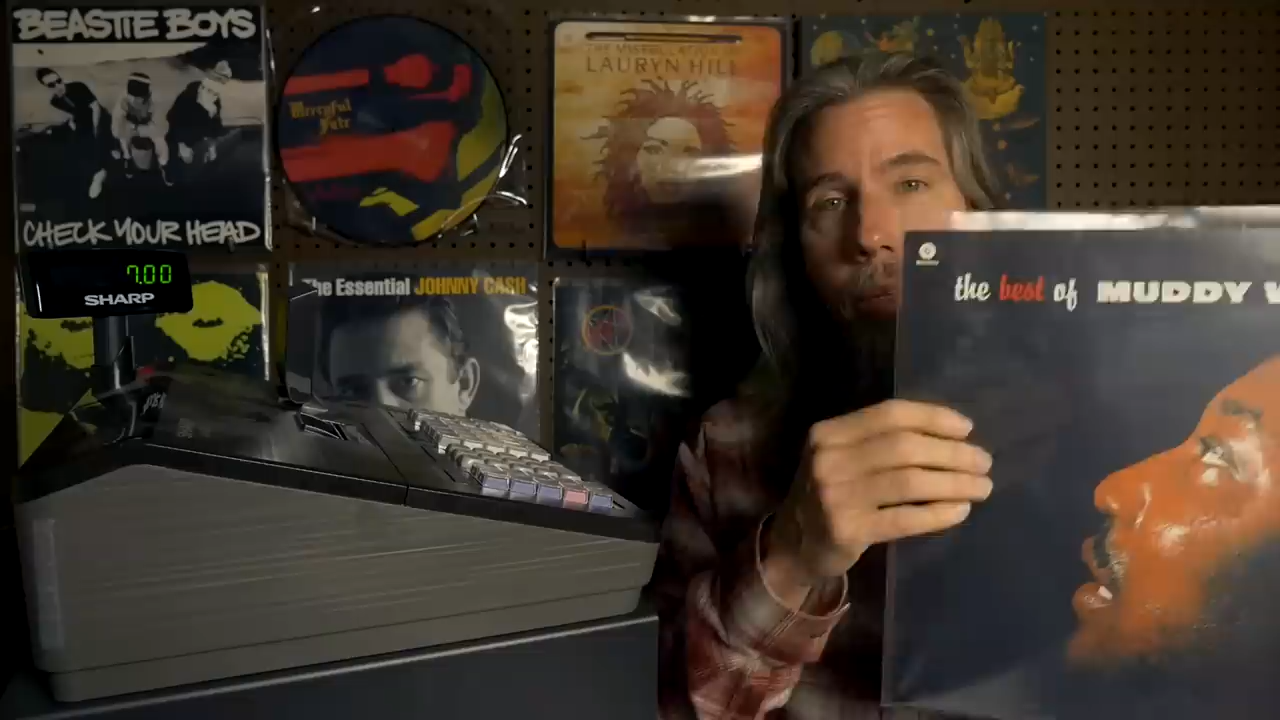 BEASTIE BOYS
CHECK YOUR HEAD
Mercyful
Fate
LAURYN HILL
7.00
SHARP
The Essential JOHNNY CASH
the best of MUDDY W